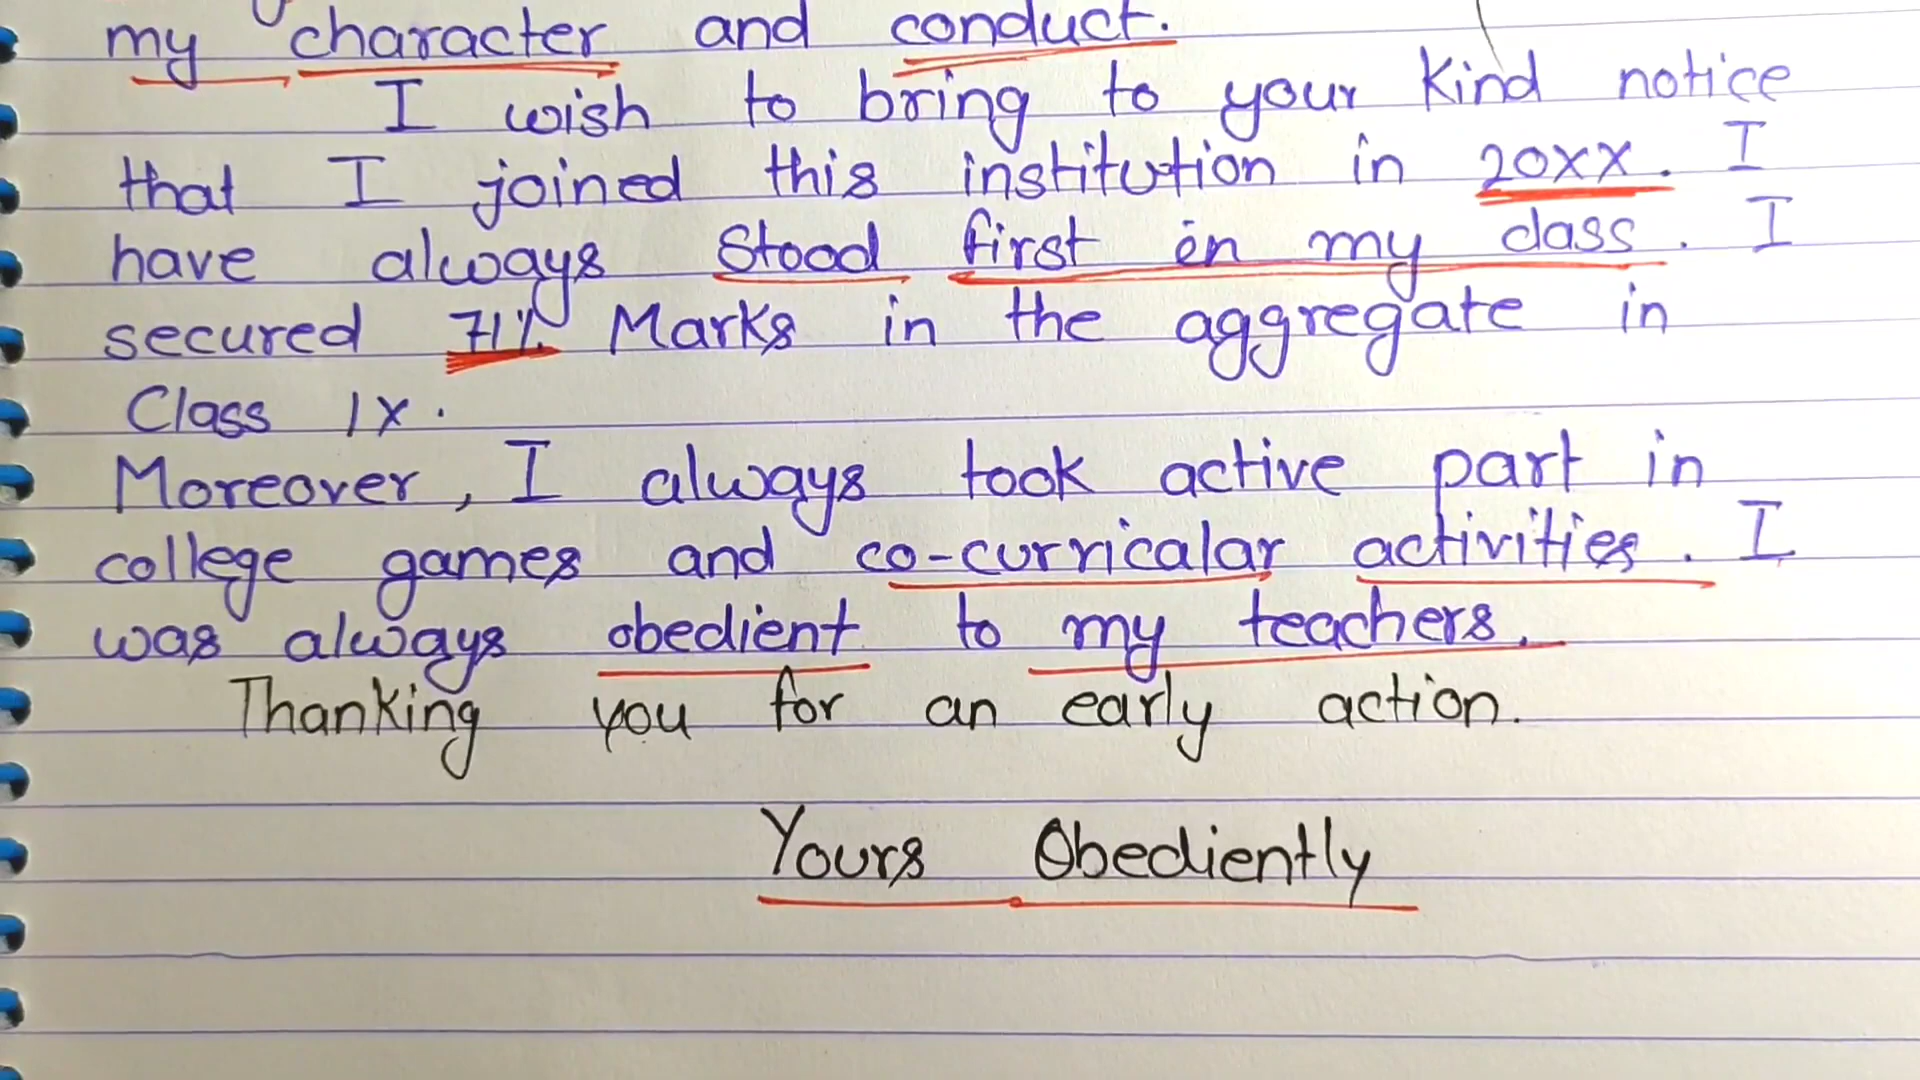 my character and conduct.
I wish to bring to your kind notice
that I joined this institution in 20XX. I
have always Stood first in my class. I
secured 71% Marks in the aggregate in
Class IX.
Moreover, I always took active part in
college games and co-curricalar activities. I
was always obedient to my teachers.
Thanking you for an early action.
Yours Obediently